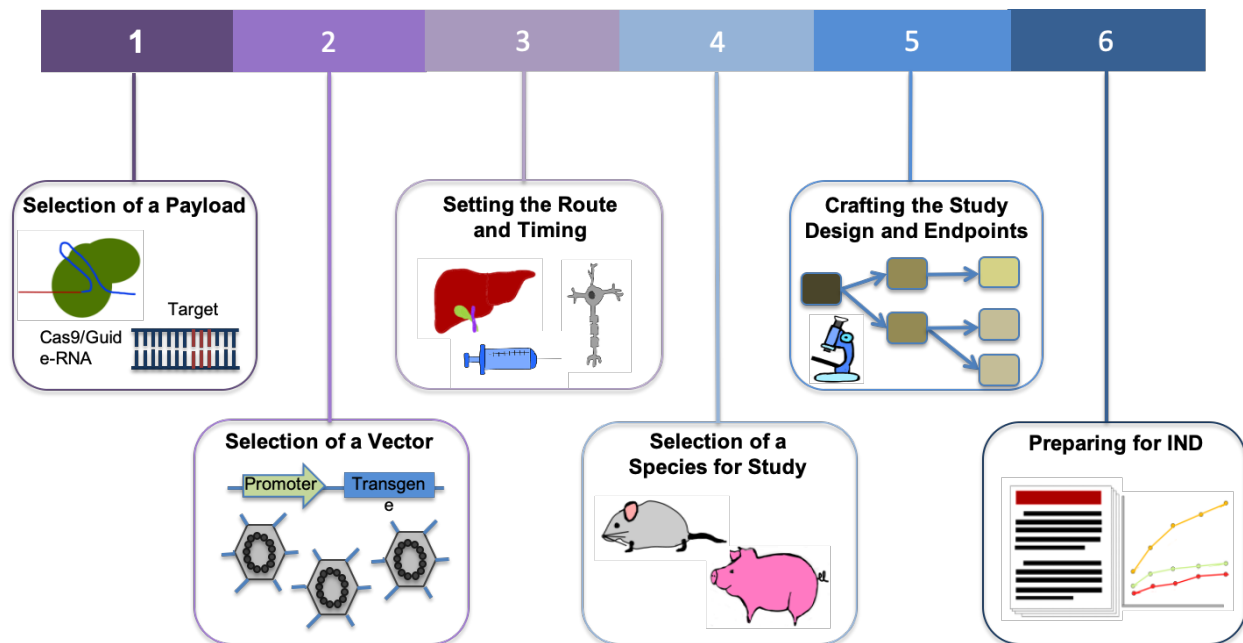 1
2
3
4
5
6
Selection of a Payload
Cas9/Guid
e-RNA
Target
Selection of a Vector
Promoter
Transgen
e
Setting the Route
and Timing
Selection of a
Species for Study
Crafting the Study
Design and Endpoints
Preparing for IND